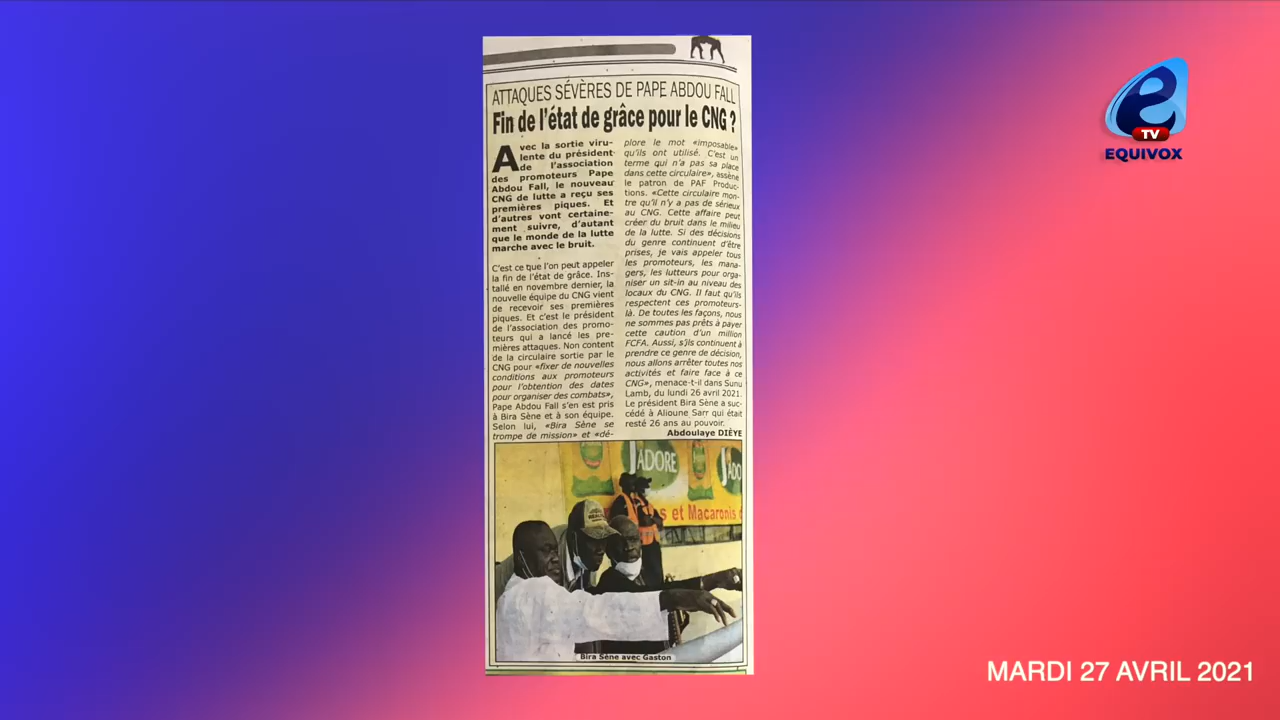 ATTAQUES SÉVÈRES DE PAPE ABDOU FALL
Fin de l'état de grâce pour le CNG ?
Avec la sortie viru-
lente du président
de l'association
des promoteurs Pape
Abdou Fall, le nouveau
CNG de lutte a reçu ses
premières piques. Et
d'autres vont certaine-
ment suivre, d'autant
que le monde de la lutte
marche avec le bruit.
C'est ce que l'on peut appeler
la fin de l'état de grâce. Ins-
tallé en novembre dernier, la
nouvelle équipe du CNG vient
de recevoir ses premières
piques. Et c'est le président
de l'association des promo-
teurs qui a lancé les pre-
mières attaques. Non content
de la circulaire sortie par le
CNG pour «fixer de nouvelles
conditions aux promoteurs
pour l'obtention des dates
pour organiser des combats»,
Pape Abdou Fall s'en est pris
à Bira Sène et à son équipe.
Selon lui, «Bira Sène se
trompe de mission» et «dé-
plore le mot «imposable»
qu'ils ont utilisé. C'est un
terme qui n'a pas sa place
dans cette circulaire», assène
le patron de PAF Produc-
tions. «Cette circulaire mon-
tre qu'il n'y a pas de sérieux
au CNG. Cette affaire peut
créer du bruit dans le milieu
de la lutte. Si des décisions
du genre continuent d'être
prises, je vais appeler tous
les promoteurs, les mana-
gers, les lutteurs pour orga-
niser un sit-in au niveau des
locaux du CNG. Il faut qu'ils
respectent ces promoteurs-
là. De toutes les façons, nous
ne sommes pas prêts à payer
cette caution d'un million
FCFA. Aussi, s'ils continuent à
prendre ce genre de décision,
nous allons arrêter toutes nos
activités et faire face à ce
CNG», menace-t-il dans Sunu
Lamb, du lundi 26 avril 2021.
Le président Bira Sène a suc-
cédé à Alioune Sarr qui était
resté 26 ans au pouvoir.
Abdoulaye DIÈYE
J'ADORE
J'ADO
s et Macaronis
Bira Sène avec Gaston
e
TV
EQUIVOX
MARDI 27 AVRIL 2021